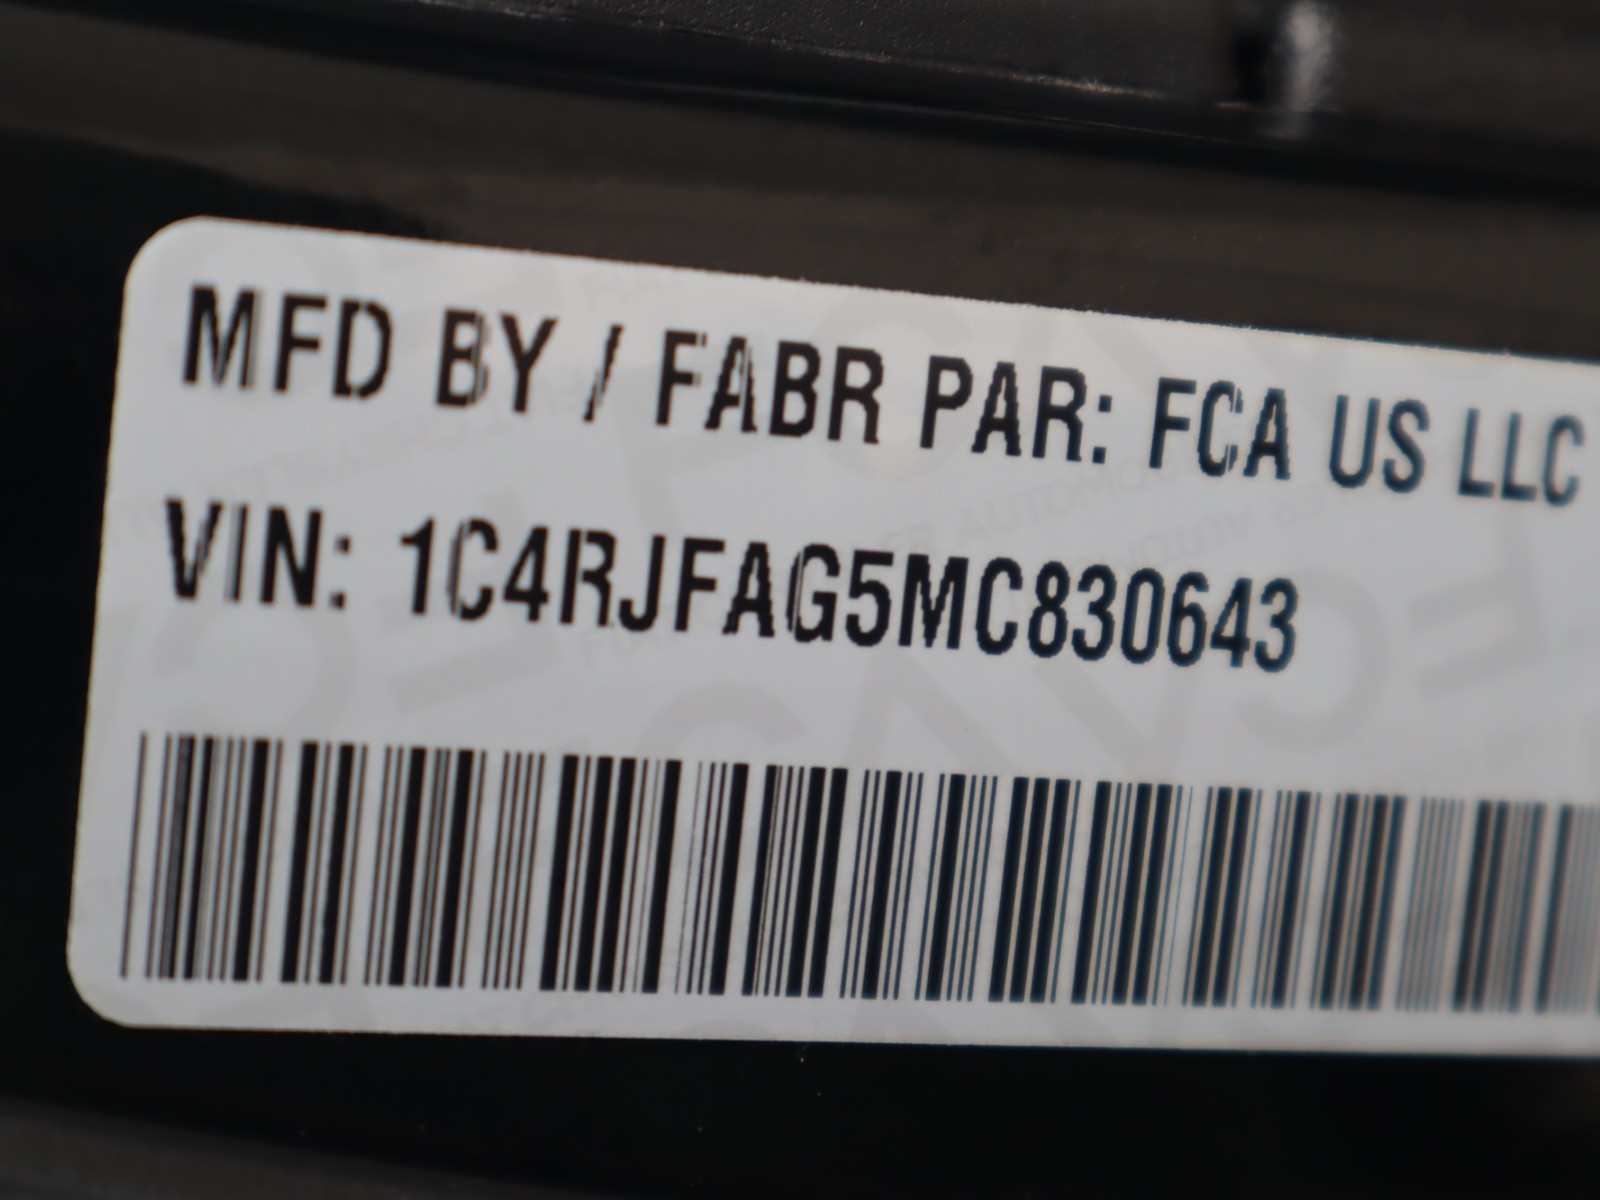 MFD BY / FABR PAR: FCA US LLC
VIN: 1C4RJFAG5MC830643